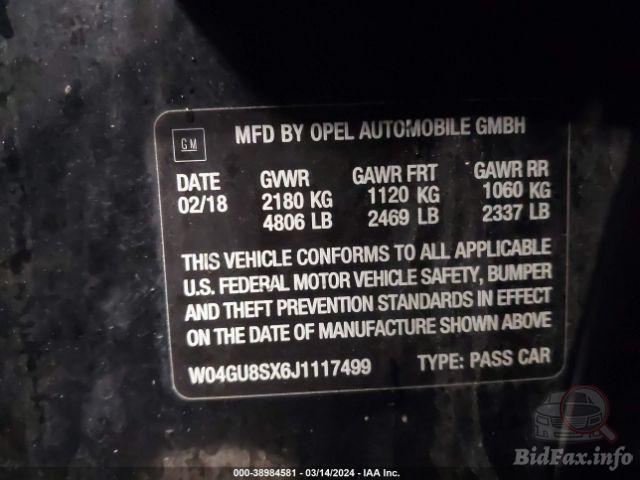 GM
MFD BY OPEL AUTOMOBILE GMBH
DATE GVWR GAWR FRT GAWR RR
02/18 2180 KG 1120 KG 1060 KG
4806 LB 2469 LB 2337 LB
THIS VEHICLE CONFORMS TO ALL APPLICABLE
U.S. FEDERAL MOTOR VEHICLE SAFETY, BUMPER
AND THEFT PREVENTION STANDARDS IN EFFECT
ON THE DATE OF MANUFACTURE SHOWN ABOVE
W04GU8SX6J1117499 TYPE: PASS CAR
BidFax.info
000-38984581 - 03/14/2024 - IAA Inc.